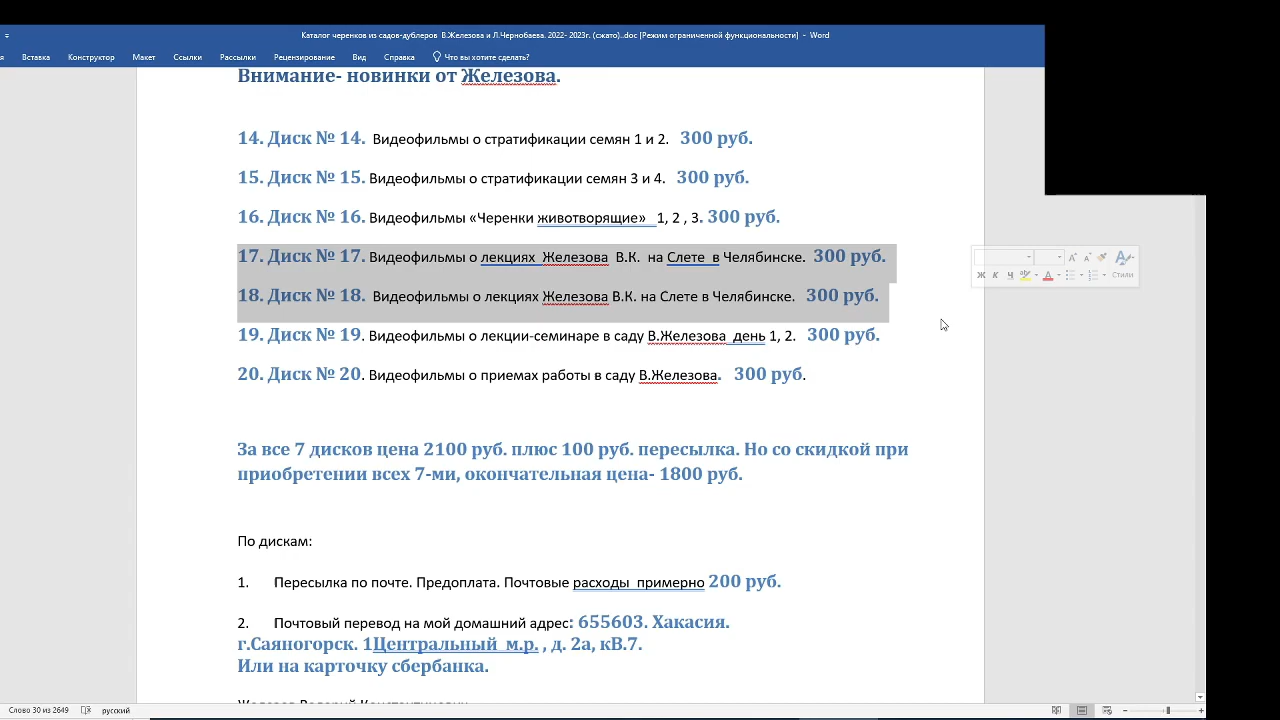 Каталог черенков из садов-дублеров В.Железова и Л.Чернобаева. 2022- 2023г. (сжато)..doc [Режим ограниченной функциональности] - Word
я Вставка Конструктор Макет Ссылки Рассылки Рецензирование Вид Справка Что вы хотите сделать?
Внимание- новинки от Железова.
14. Диск № 14. Видеофильмы о стратификации семян 1 и 2. 300 руб.
15. Диск № 15. Видеофильмы о стратификации семян 3 и 4. 300 руб.
16. Диск № 16. Видеофильмы «Черенки животворящие» 1, 2 , 3. 300 руб.
17. Диск № 17. Видеофильмы о лекциях Железова В.К. на Слете в Челябинске. 300 руб.
Ж К Ч Стили
18. Диск № 18. Видеофильмы о лекциях Железова В.К. на Слете в Челябинске. 300 руб.
19. Диск № 19. Видеофильмы о лекции-семинаре в саду В.Железова день 1, 2. 300 руб.
20. Диск № 20. Видеофильмы о приемах работы в саду В.Железова. 300 руб.
За все 7 дисков цена 2100 руб. плюс 100 руб. пересылка. Но со скидкой при
приобретении всех 7-ми, окончательная цена- 1800 руб.
По дискам:
1. Пересылка по почте. Предоплата. Почтовые расходы примерно 200 руб.
2. Почтовый перевод на мой домашний адрес: 655603. Хакасия.
г.Саяногорск. 1Центральный м.р. , д. 2а, кВ.7.
Или на карточку сбербанка.
Железов Валерий Константинович
Слово 30 из 2649 русский